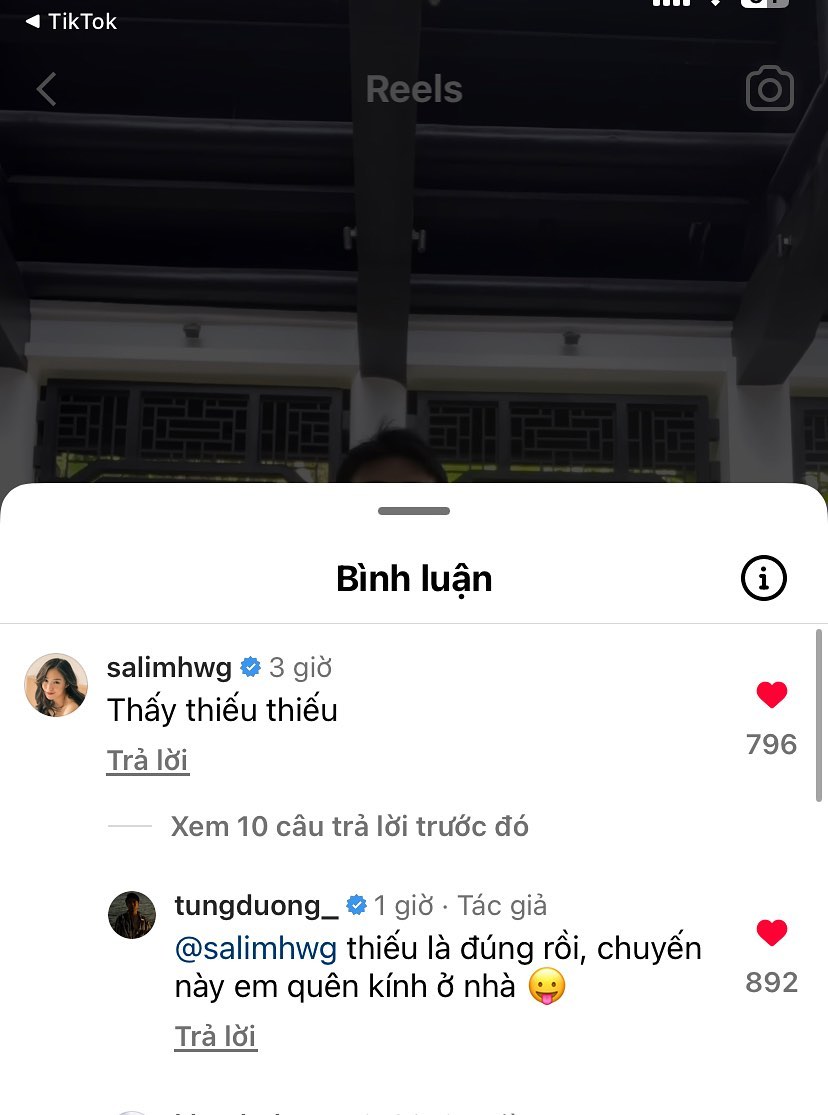 ◀ TikTok
Reels
Bình luận
salimhwg 3 giờ
Thấy thiếu thiếu
796
Trả lời
Xem 10 câu trả lời trước đó
tungduong_ 1 giờ · Tác giả
@salimhwg thiếu là đúng rồi, chuyến
này em quên kính ở nhà 😛
892
Trả lời